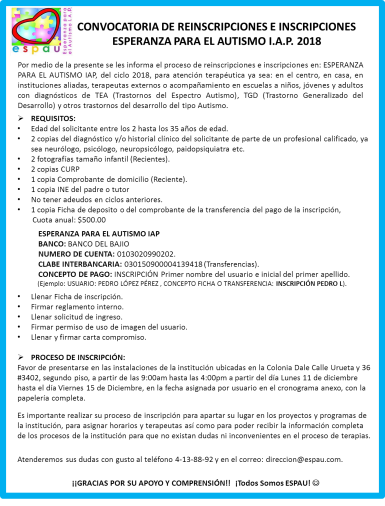 espau
Esperanza para
el Autismo I.A.P.
CONVOCATORIA DE REINSCRIPCIONES E INSCRIPCIONES
ESPERANZA PARA EL AUTISMO I.A.P. 2018
Por medio de la presente se les informa el proceso de reinscripciones e inscripciones en: ESPERANZA
PARA EL AUTISMO IAP, del ciclo 2018, para atención terapéutica ya sea: en el centro, en casa, en
instituciones aliadas, terapeutas externos o acompañamiento en escuelas a niños, jóvenes y adultos
con diagnósticos de TEA (Trastornos del Espectro Autismo), TGD (Trastorno Generalizado del
Desarrollo) y otros trastornos del desarrollo del tipo Autismo.
➢ REQUISITOS:
• Edad del solicitante entre los 2 hasta los 35 años de edad.
• 2 copias del diagnóstico y/o historial clínico del solicitante de parte de un profesional calificado, ya
sea neurólogo, psicólogo, neuropsicólogo, paidopsiquiatra etc.
• 2 fotografías tamaño infantil (Recientes).
• 2 copias CURP
• 1 copia Comprobante de domicilio (Reciente).
• 1 copia INE del padre o tutor
• No tener adeudos en ciclos anteriores.
• 1 copia Ficha de deposito o del comprobante de la transferencia del pago de la inscripción,
Cuota anual: $500.00
ESPERANZA PARA EL AUTISMO IAP
BANCO: BANCO DEL BAJIO
NUMERO DE CUENTA: 0103020990202.
CLABE INTERBANCARIA: 030150900004139418 (Transferencias).
CONCEPTO DE PAGO: INSCRIPCIÓN Primer nombre del usuario e inicial del primer apellido.
(Ejemplo: USUARIO: PEDRO LÓPEZ PÉREZ , CONCEPTO FICHA O TRANSFERENCIA: INSCRIPCIÓN PEDRO L).
• Llenar Ficha de inscripción.
• Firmar reglamento interno.
• Llenar solicitud de ingreso.
• Firmar permiso de uso de imagen del usuario.
• Llenar y firmar carta compromiso.
➢ PROCESO DE INSCRIPCIÓN:
Favor de presentarse en las instalaciones de la institución ubicadas en la Colonia Dale Calle Urueta y 36
#3402, segundo piso, a partir de las 9:00am hasta las 4:00pm a partir del día Lunes 11 de diciembre
hasta el día Viernes 15 de Diciembre, en la fecha asignada por usuario en el cronograma anexo, con la
papelería completa.
Es importante realizar su proceso de inscripción para apartar su lugar en los proyectos y programas de
la institución, para asignar horarios y terapeutas así como para poder recibir la información completa
de los procesos de la institución para que no existan dudas ni inconvenientes en el proceso de terapias.
Atenderemos sus dudas con gusto al teléfono 4-13-88-92 y en el correo: direccion@espau.com.
¡¡GRACIAS POR SU APOYO Y COMPRENSIÓN!! ¡Todos Somos ESPAU! ☺